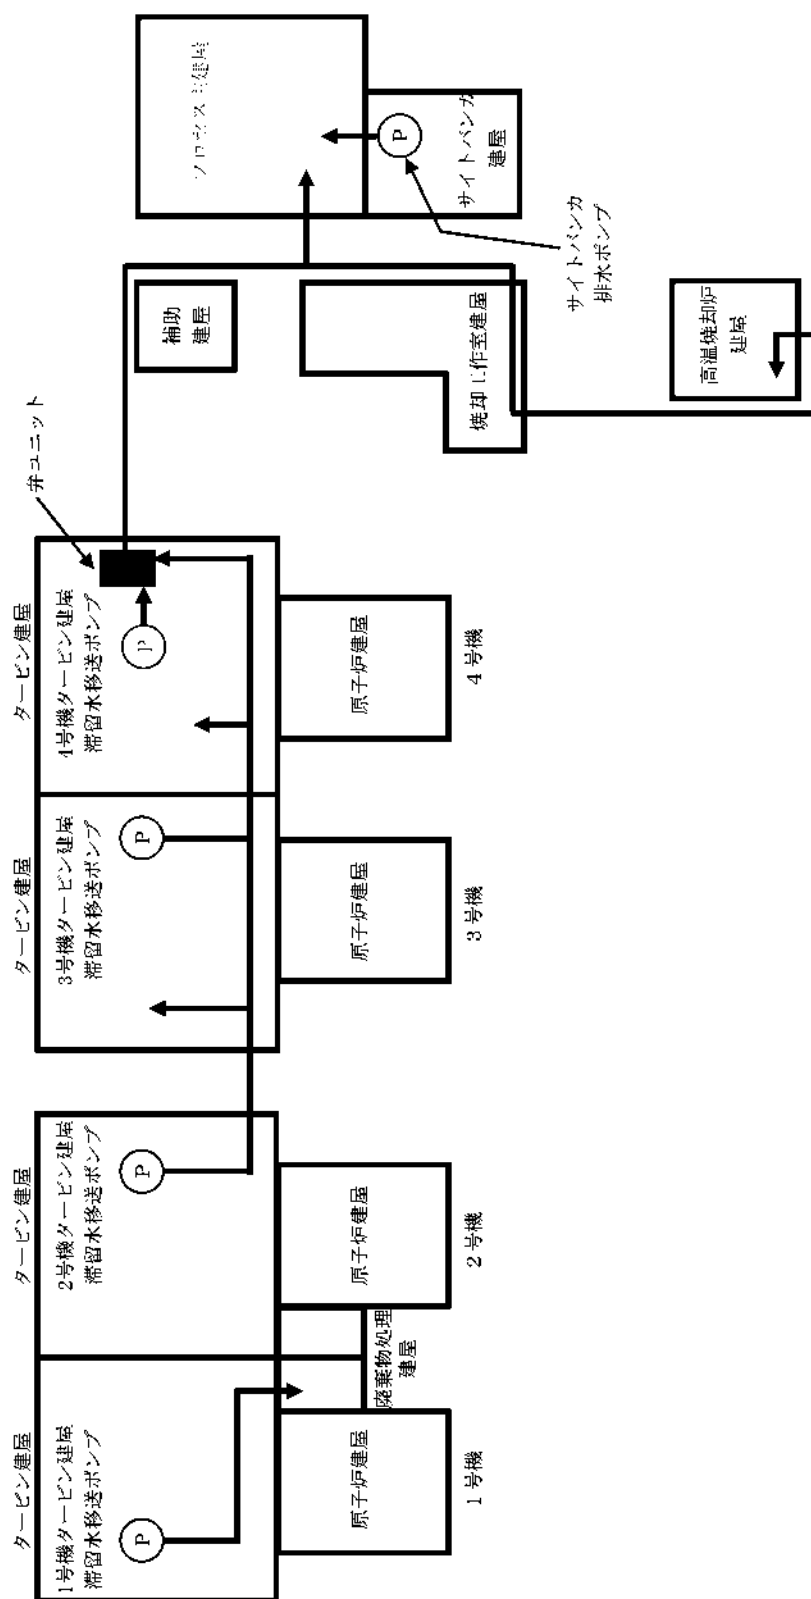 タービン建屋
1号機タービン建屋
滞留水移送ポンプ
P
原子炉建屋
1号機
廃棄物処理
建屋
タービン建屋
2号機タービン建屋
滞留水移送ポンプ
P
原子炉建屋
2号機
タービン建屋
3号機タービン建屋
滞留水移送ポンプ
P
原子炉建屋
3号機
タービン建屋
4号機タービン建屋
滞留水移送ポンプ
P
原子炉建屋
4号機
弁ユニット
補助
建屋
焼却工作室建屋
高温焼却炉
建屋
プロセス主建屋
P
サイトバンカ
建屋
サイトバンカ
排水ポンプ